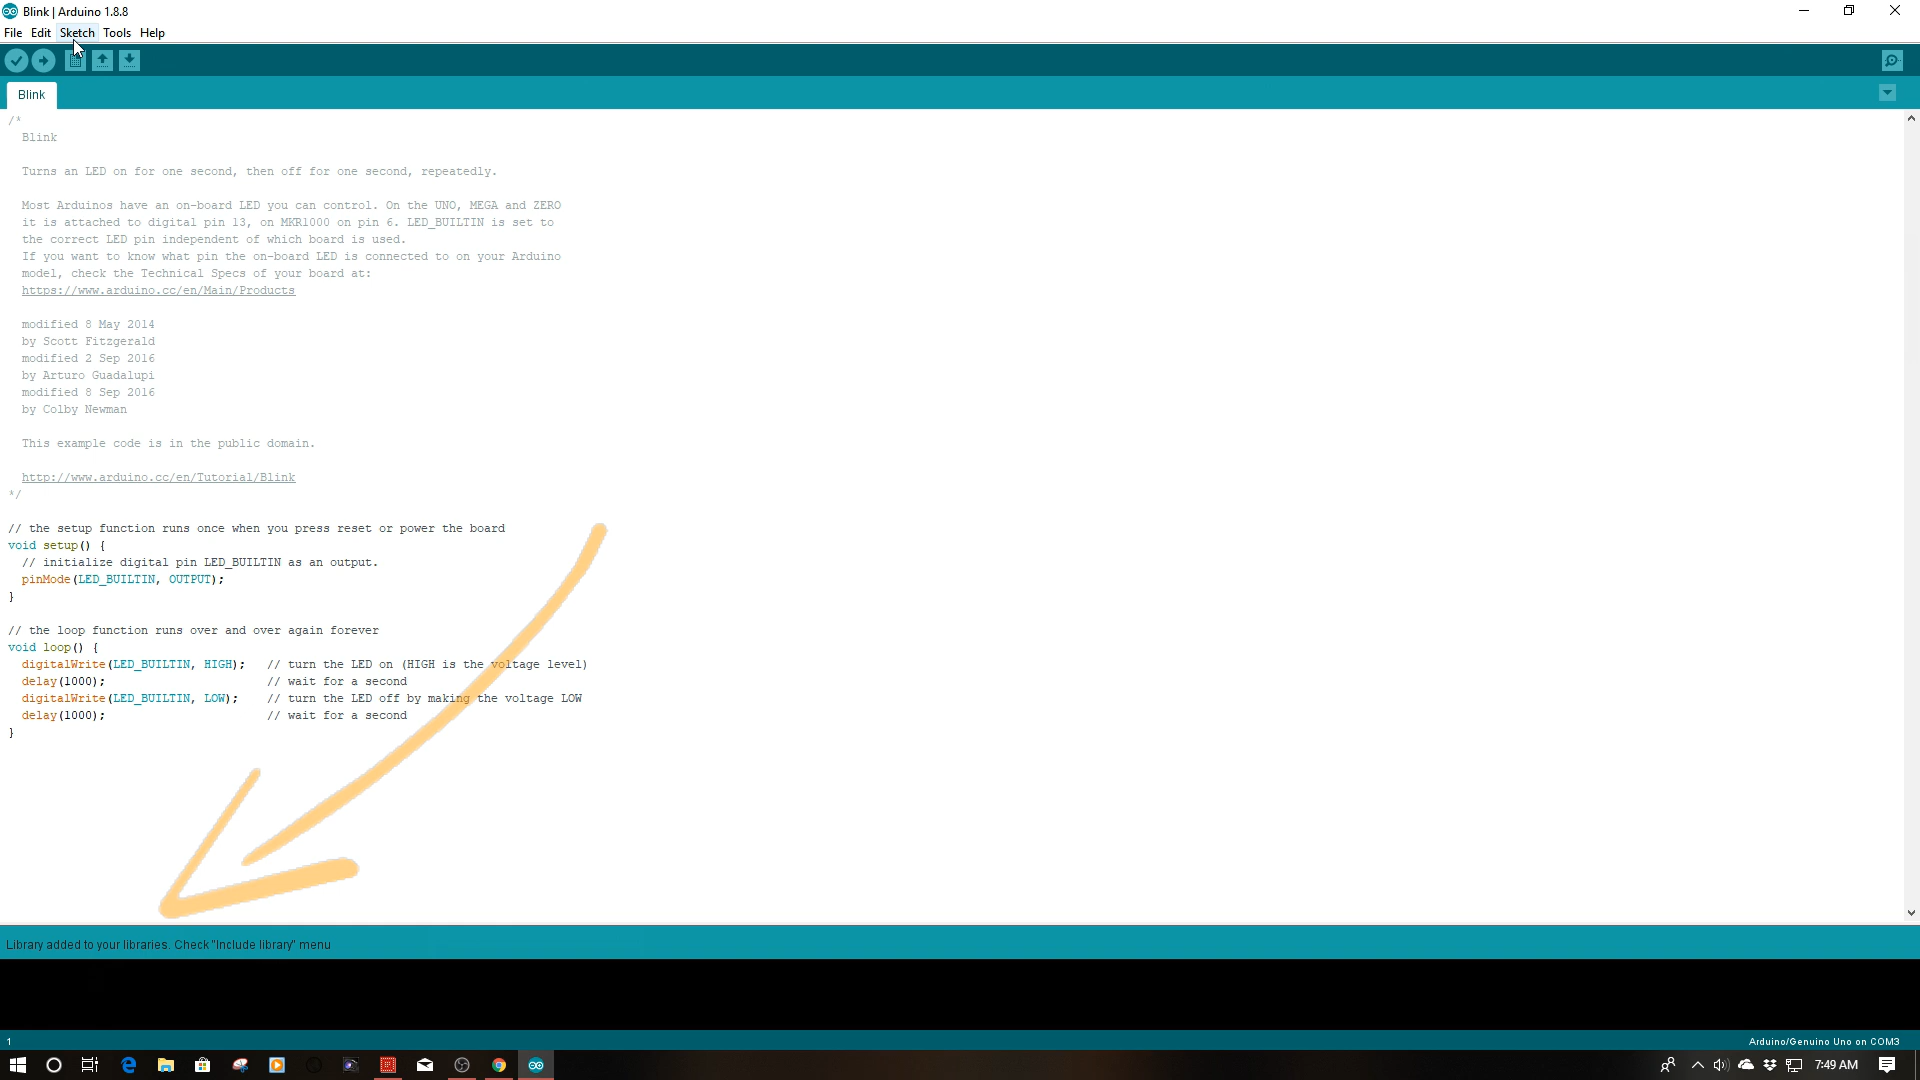 Blink | Arduino 1.8.8
File Edit Sketch Tools Help
Blink
/*
Blink
Turns an LED on for one second, then off for one second, repeatedly.
Most Arduinos have an on-board LED you can control. On the UNO, MEGA and ZERO
it is attached to digital pin 13, on MKR1000 on pin 6. LED_BUILTIN is set to
the correct LED pin independent of which board is used.
If you want to know what pin the on-board LED is connected to on your Arduino
model, check the Technical Specs of your board at:
https://www.arduino.cc/en/Main/Products
modified 8 May 2014
by Scott Fitzgerald
modified 2 Sep 2016
by Arturo Guadalupi
modified 8 Sep 2016
by Colby Newman
This example code is in the public domain.
http://www.arduino.cc/en/Tutorial/Blink
*/
// the setup function runs once when you press reset or power the board
void setup() {
// initialize digital pin LED_BUILTIN as an output.
pinMode(LED_BUILTIN, OUTPUT);
}
// the loop function runs over and over again forever
void loop() {
digitalWrite(LED_BUILTIN, HIGH);   // turn the LED on (HIGH is the voltage level)
delay(1000);                       // wait for a second
digitalWrite(LED_BUILTIN, LOW);    // turn the LED off by making the voltage LOW
delay(1000);                       // wait for a second
}
Library added to your libraries. Check "Include library" menu
1
Arduino/Genuino Uno on COM3
7:49 AM